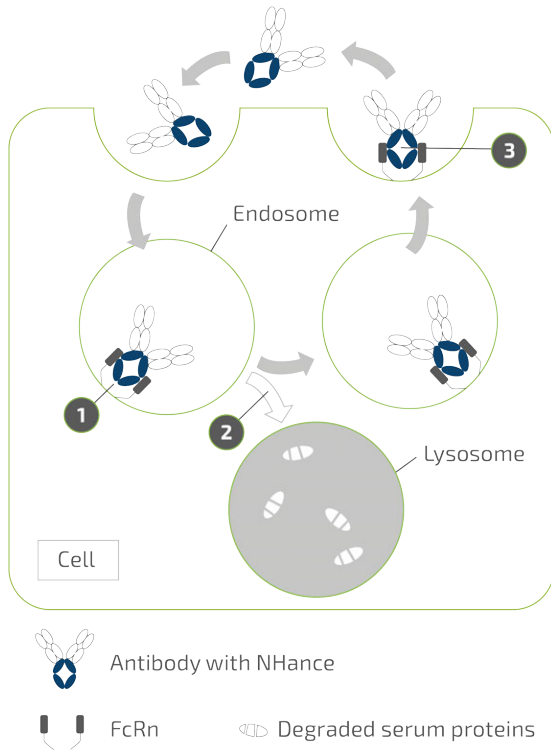 3
Endosome
1
2
Lysosome
Cell
Antibody with NHance
FcRn
Degraded serum proteins